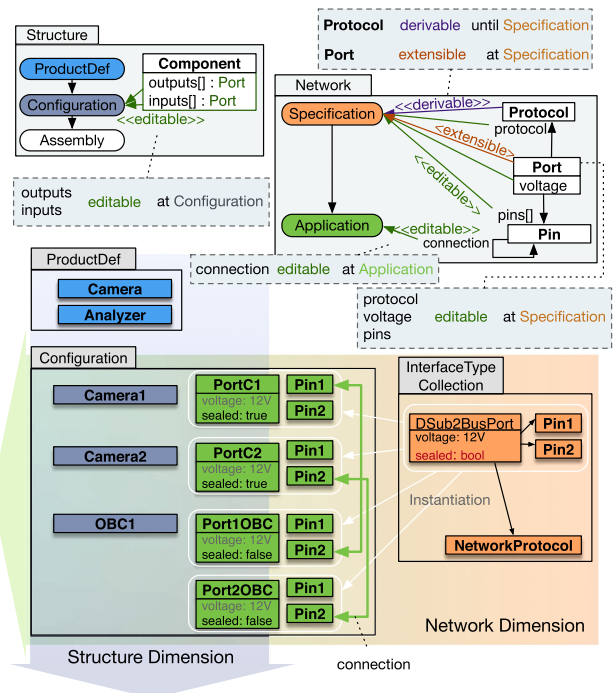 Protocol derivable until Specification
Port extensible at Specification
Structure
ProductDef
Configuration
Assembly
Component
outputs[] : Port
inputs[] : Port
<<editable>>
outputs
inputs
editable at Configuration
Network
Specification
Application
<<derivable>>
Protocol
protocol
<extensible>
Port
voltage
<<editable>>
pins[]
Pin
<<editable>>
connection
connection editable at Application
protocol
voltage
pins
editable at Specification
ProductDef
Camera
Analyzer
Configuration
Camera1
Camera2
OBC1
PortC1
voltage: 12V
sealed: true
Pin1
Pin2
PortC2
voltage: 12V
sealed: true
Pin1
Pin2
Port1OBC
voltage: 12V
sealed: false
Pin1
Pin2
Port2OBC
voltage: 12V
sealed: false
Pin1
Pin2
InterfaceType
Collection
DSub2BusPort
voltage: 12V
sealed: bool
Pin1
Pin2
Instantiation
NetworkProtocol
Network Dimension
Structure Dimension
connection